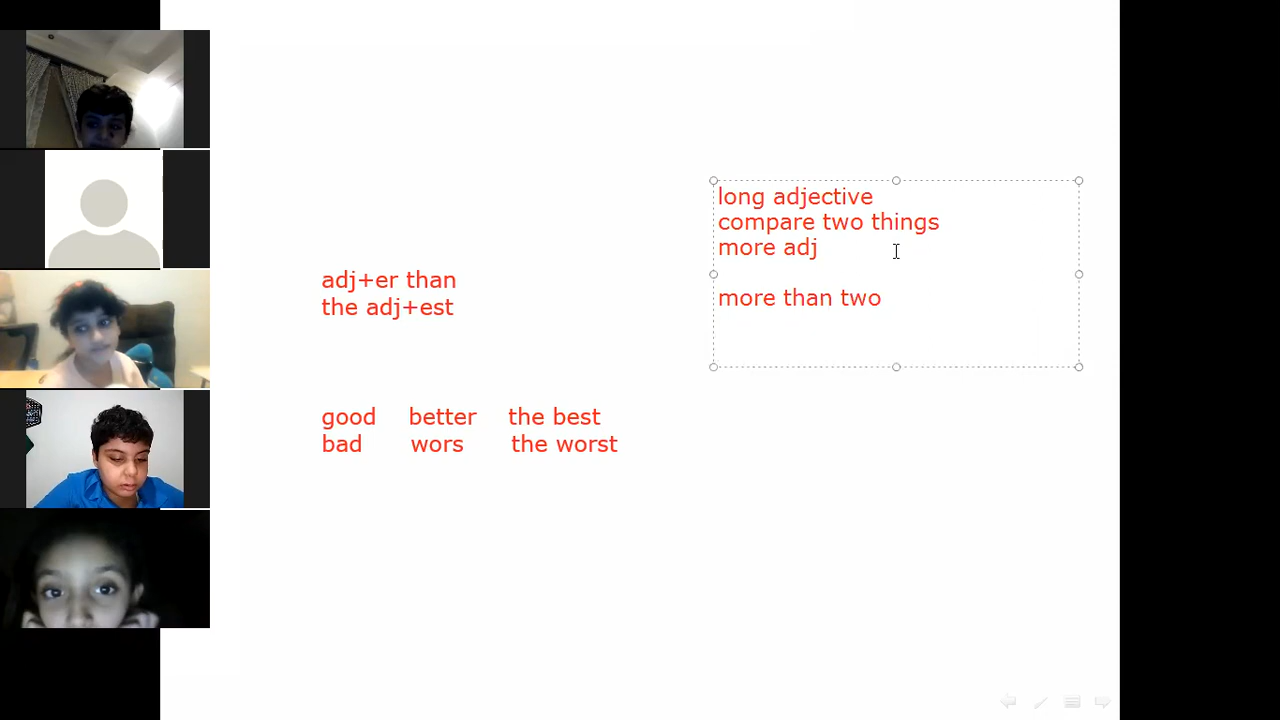 adj+er than
the adj+est
good better the best
bad wors the worst
long adjective
compare two things
more adj
more than two